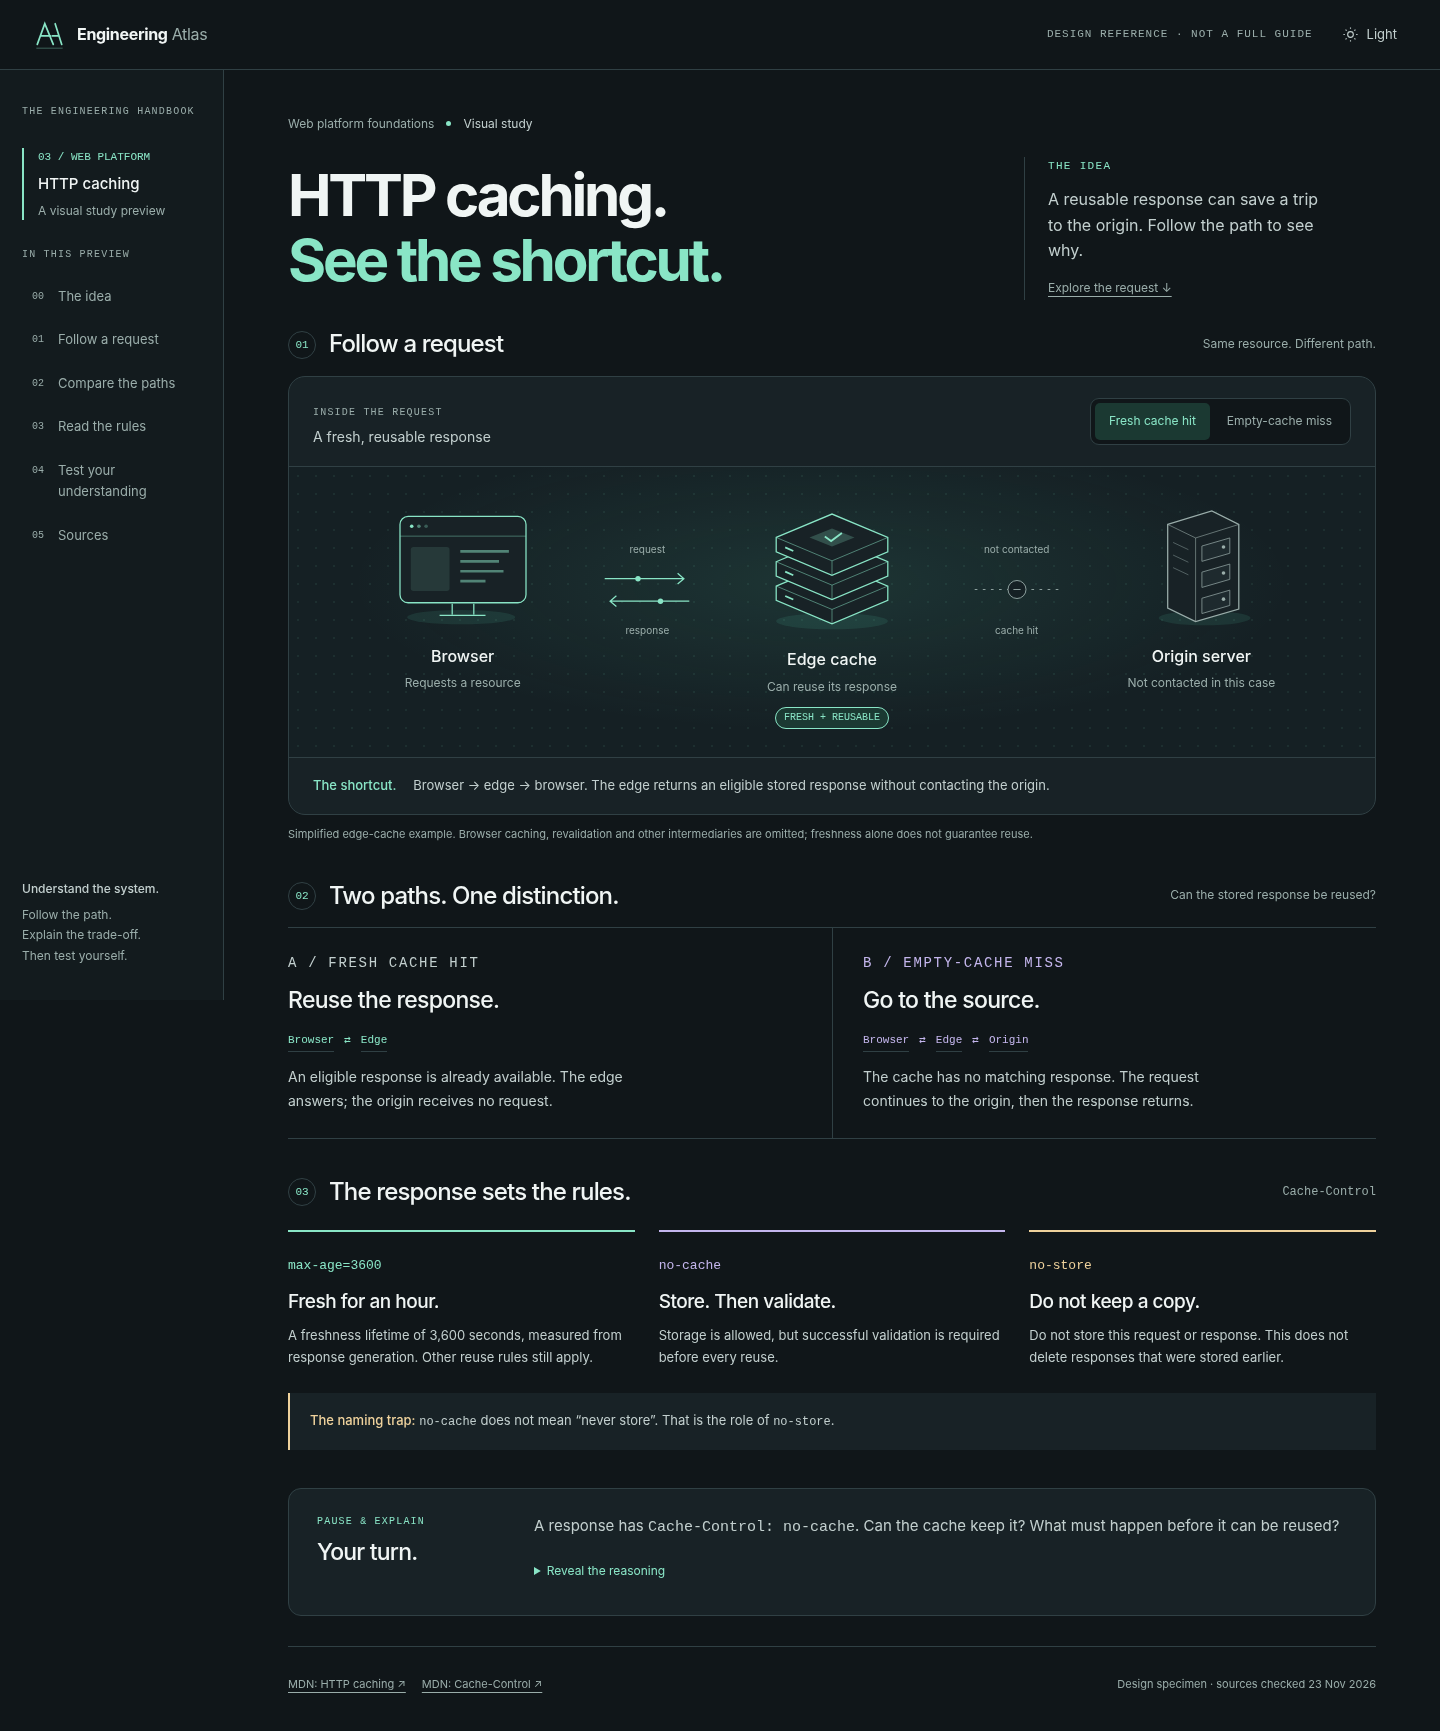 Engineering Atlas
DESIGN REFERENCE · NOT A FULL GUIDE
Light
THE ENGINEERING HANDBOOK
03 / WEB PLATFORM
HTTP caching
A visual study preview
IN THIS PREVIEW
00 The idea
01 Follow a request
02 Compare the paths
03 Read the rules
04 Test your
understanding
05 Sources
Understand the system.
Follow the path.
Explain the trade-off.
Then test yourself.
Web platform foundations • Visual study
HTTP caching.
See the shortcut.
THE IDEA
A reusable response can save a trip
to the origin. Follow the path to see
why.
Explore the request ↓
01 Follow a request
Same resource. Different path.
INSIDE THE REQUEST
A fresh, reusable response
Fresh cache hit
Empty-cache miss
request
response
not contacted
cache hit
Browser
Requests a resource
Edge cache
Can reuse its response
FRESH + REUSABLE
Origin server
Not contacted in this case
The shortcut. Browser → edge → browser. The edge returns an eligible stored response without contacting the origin.
Simplified edge-cache example. Browser caching, revalidation and other intermediaries are omitted; freshness alone does not guarantee reuse.
02 Two paths. One distinction.
Can the stored response be reused?
A / FRESH CACHE HIT
Reuse the response.
Browser ⇄ Edge
An eligible response is already available. The edge
answers; the origin receives no request.
B / EMPTY-CACHE MISS
Go to the source.
Browser ⇄ Edge ⇄ Origin
The cache has no matching response. The request
continues to the origin, then the response returns.
03 The response sets the rules.
Cache-Control
max-age=3600
Fresh for an hour.
A freshness lifetime of 3,600 seconds, measured from
response generation. Other reuse rules still apply.
no-cache
Store. Then validate.
Storage is allowed, but successful validation is required
before every reuse.
no-store
Do not keep a copy.
Do not store this request or response. This does not
delete responses that were stored earlier.
The naming trap: no-cache does not mean “never store”. That is the role of no-store.
PAUSE & EXPLAIN
Your turn.
A response has Cache-Control: no-cache. Can the cache keep it? What must happen before it can be reused?
▶ Reveal the reasoning
MDN: HTTP caching ↗ MDN: Cache-Control ↗
Design specimen · sources checked 23 Nov 2026